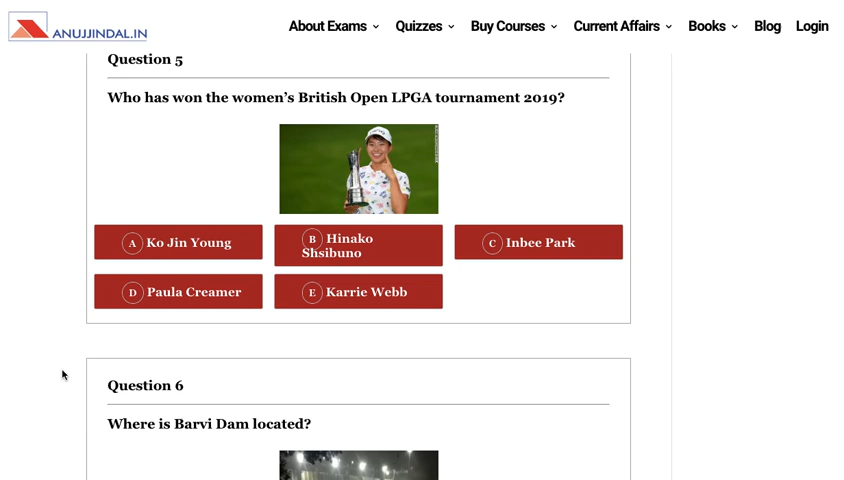 ANUJJINDAL.IN
About Exams Quizzes Buy Courses Current Affairs Books Blog Login
Question 5
Who has won the women's British Open LPGA tournament 2019?
A Ko Jin Young
B Hinako
Shsibuno
C Inbee Park
D Paula Creamer
E Karrie Webb
Question 6
Where is Barvi Dam located?